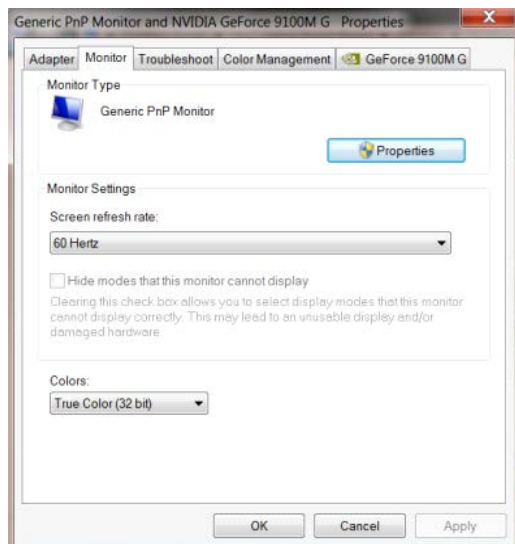 Generic PnP Monitor and NVIDIA GeForce 9100M G Properties
Adapter Monitor Troubleshoot Color Management GeForce 9100M G
Monitor Type
Generic PnP Monitor
Properties
Monitor Settings
Screen refresh rate:
60 Hertz
Hide modes that this monitor cannot display
Clearing this check box allows you to select display modes that this monitor
cannot display correctly. This may lead to an unusable display and/or
damaged hardware.
Colors:
True Color (32 bit)
OK Cancel Apply